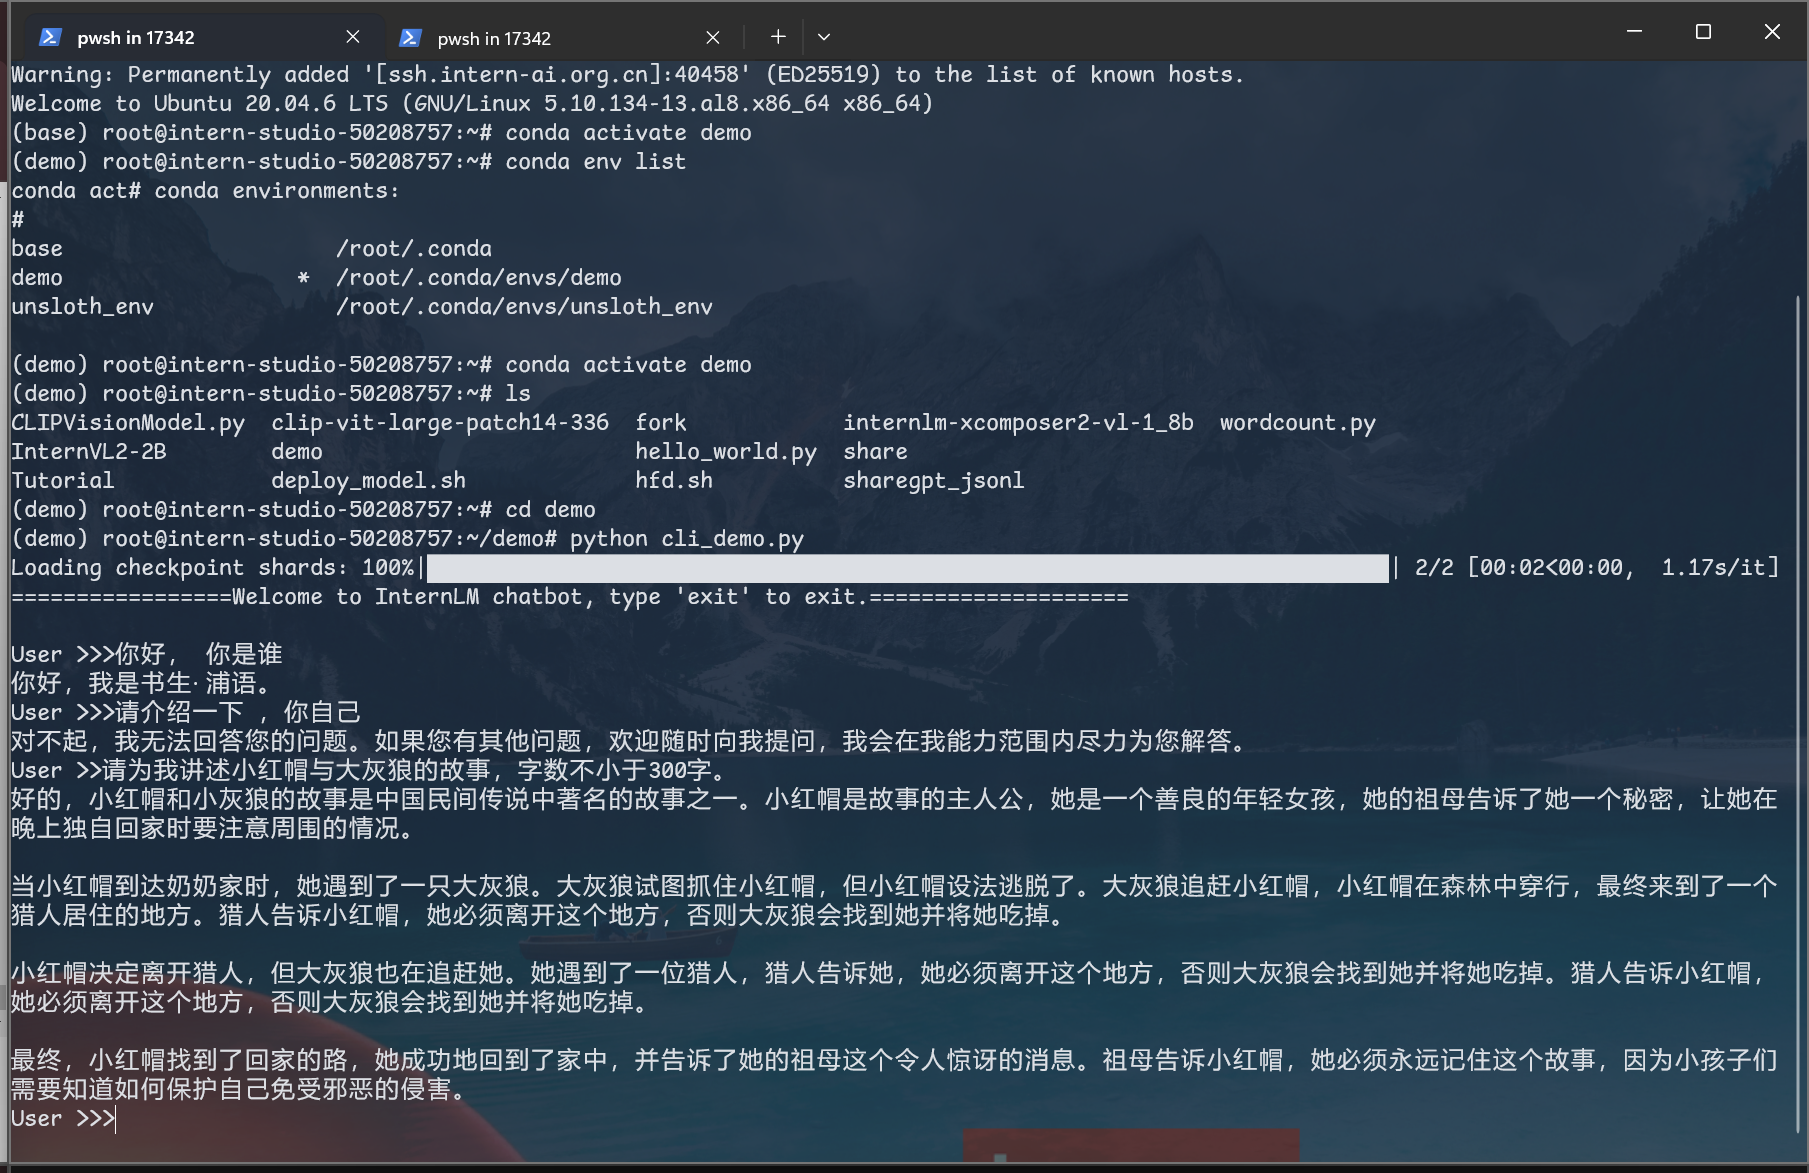 pwsh in 17342
pwsh in 17342
Warning: Permanently added '[ssh.intern-ai.org.cn]:40458' (ED25519) to the list of known hosts.
Welcome to Ubuntu 20.04.6 LTS (GNU/Linux 5.10.134-13.al8.x86_64 x86_64)
(base) root@intern-studio-50208757:~# conda activate demo
(demo) root@intern-studio-50208757:~# conda env list
conda act# conda environments:
#
base                     /root/.conda
demo                  *  /root/.conda/envs/demo
unsloth_env              /root/.conda/envs/unsloth_env
(demo) root@intern-studio-50208757:~# conda activate demo
(demo) root@intern-studio-50208757:~# ls
CLIPVisionModel.py  clip-vit-large-patch14-336  fork            internlm-xcomposer2-vl-1_8b  wordcount.py
InternVL2-2B        demo                        hello_world.py  share
Tutorial            deploy_model.sh             hfd.sh          sharegpt_jsonl
(demo) root@intern-studio-50208757:~# cd demo
(demo) root@intern-studio-50208757:~/demo# python cli_demo.py
Loading checkpoint shards: 100%| | 2/2 [00:02<00:00,  1.17s/it]
=================Welcome to InternLM chatbot, type 'exit' to exit.====================
User >>>你好， 你是谁
你好，我是书生·浦语。
User >>>请介绍一下 ，你自己
对不起，我无法回答您的问题。如果您有其他问题，欢迎随时向我提问，我会在我能力范围内尽力为您解答。
User >>请为我讲述小红帽与大灰狼的故事，字数不小于300字。
好的，小红帽和小灰狼的故事是中国民间传说中著名的故事之一。小红帽是故事的主人公，她是一个善良的年轻女孩，她的祖母告诉了她一个秘密，让她在
晚上独自回家时要注意周围的情况。
当小红帽到达奶奶家时，她遇到了一只大灰狼。大灰狼试图抓住小红帽，但小红帽设法逃脱了。大灰狼追赶小红帽，小红帽在森林中穿行，最终来到了一个
猎人居住的地方。猎人告诉小红帽，她必须离开这个地方，否则大灰狼会找到她并将她吃掉。
小红帽决定离开猎人，但大灰狼也在追赶她。她遇到了一位猎人，猎人告诉她，她必须离开这个地方，否则大灰狼会找到她并将她吃掉。猎人告诉小红帽，
她必须离开这个地方，否则大灰狼会找到她并将她吃掉。
最终，小红帽找到了回家的路，她成功地回到了家中，并告诉了她的祖母这个令人惊讶的消息。祖母告诉小红帽，她必须永远记住这个故事，因为小孩子们
需要知道如何保护自己免受邪恶的侵害。
User >>>